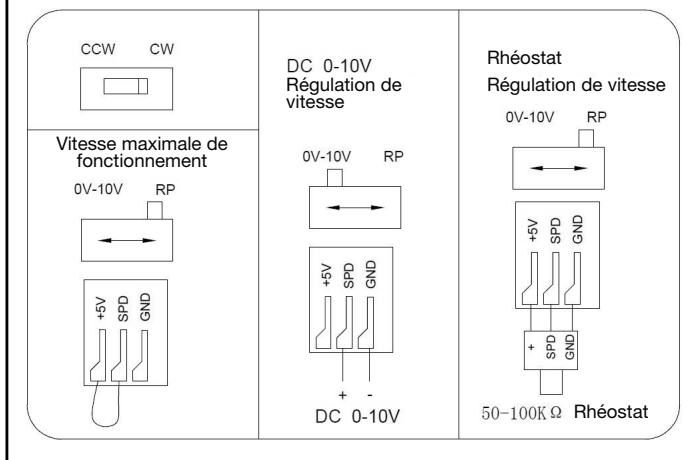 CCW CW
Vitesse maximale de
fonctionnement
0V-10V RP
+5V SPD GND
DC 0-10V
Régulation de
vitesse
0V-10V RP
+5V SPD GND
+ -
DC 0-10V
Rhéostat
Régulation de vitesse
0V-10V RP
+5V SPD GND
+ SPD GND
50-100KΩ Rhéostat